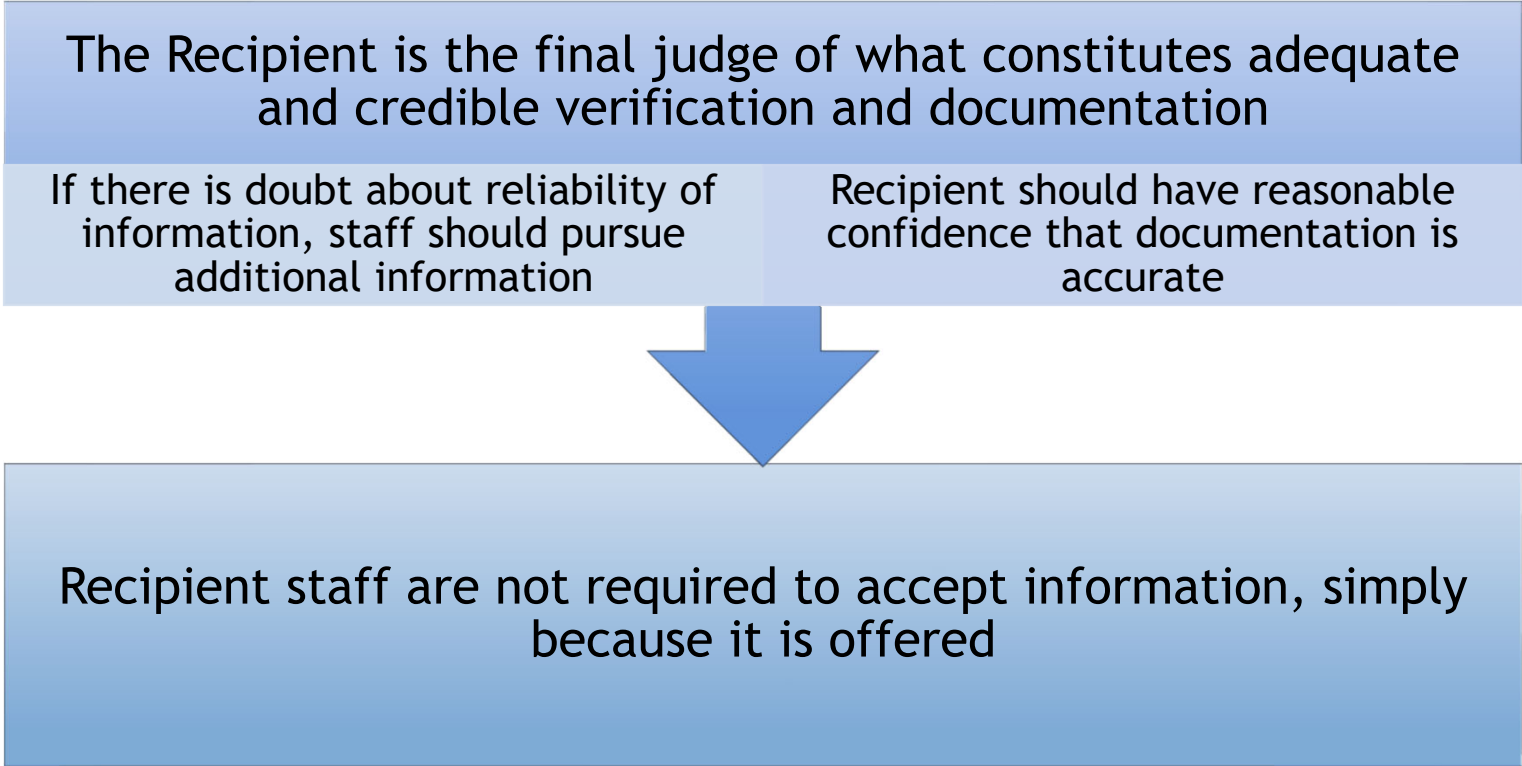 The Recipient is the final judge of what constitutes adequate
and credible verification and documentation
If there is doubt about reliability of
information, staff should pursue
additional information
Recipient should have reasonable
confidence that documentation is
accurate
Recipient staff are not required to accept information, simply
because it is offered